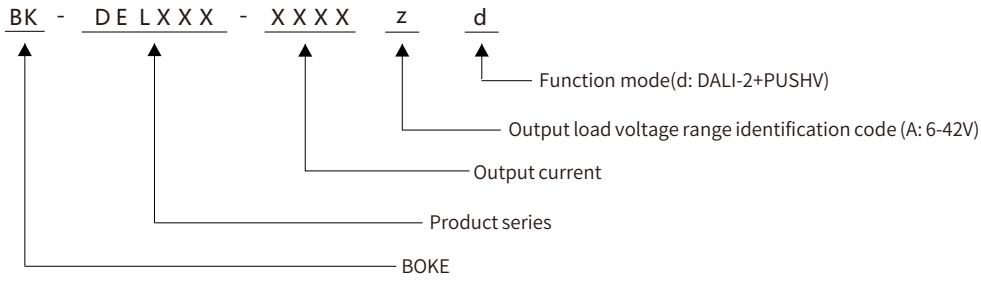 BK - DELXXX - XXXX z d
Function mode(d: DALI-2+PUSHV)
Output load voltage range identification code (A: 6-42V)
Output current
Product series
BOKE